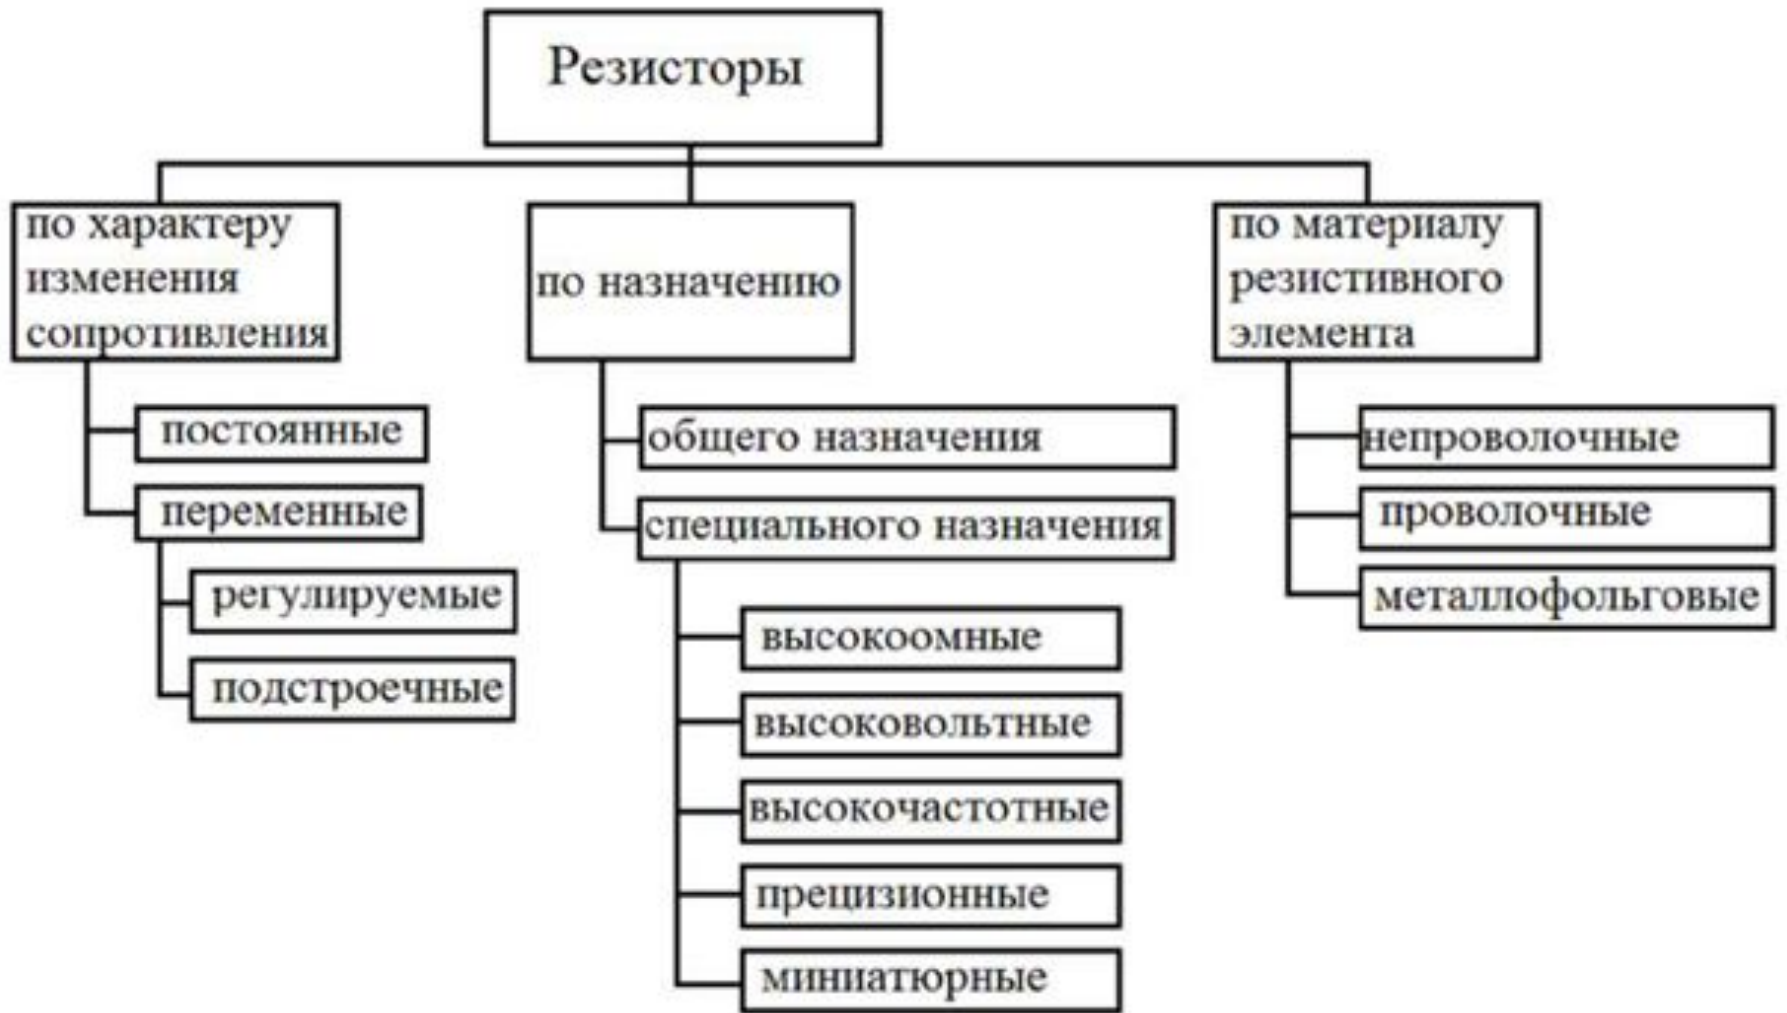 Резисторы
по характеру
изменения
сопротивления
постоянные
переменные
регулируемые
подстроечные
по назначению
общего назначения
специального назначения
высокоомные
высоковольтные
высокочастотные
прецизионные
миниатюрные
по материалу
резистивного
элемента
непроволочные
проволочные
металлофольговые